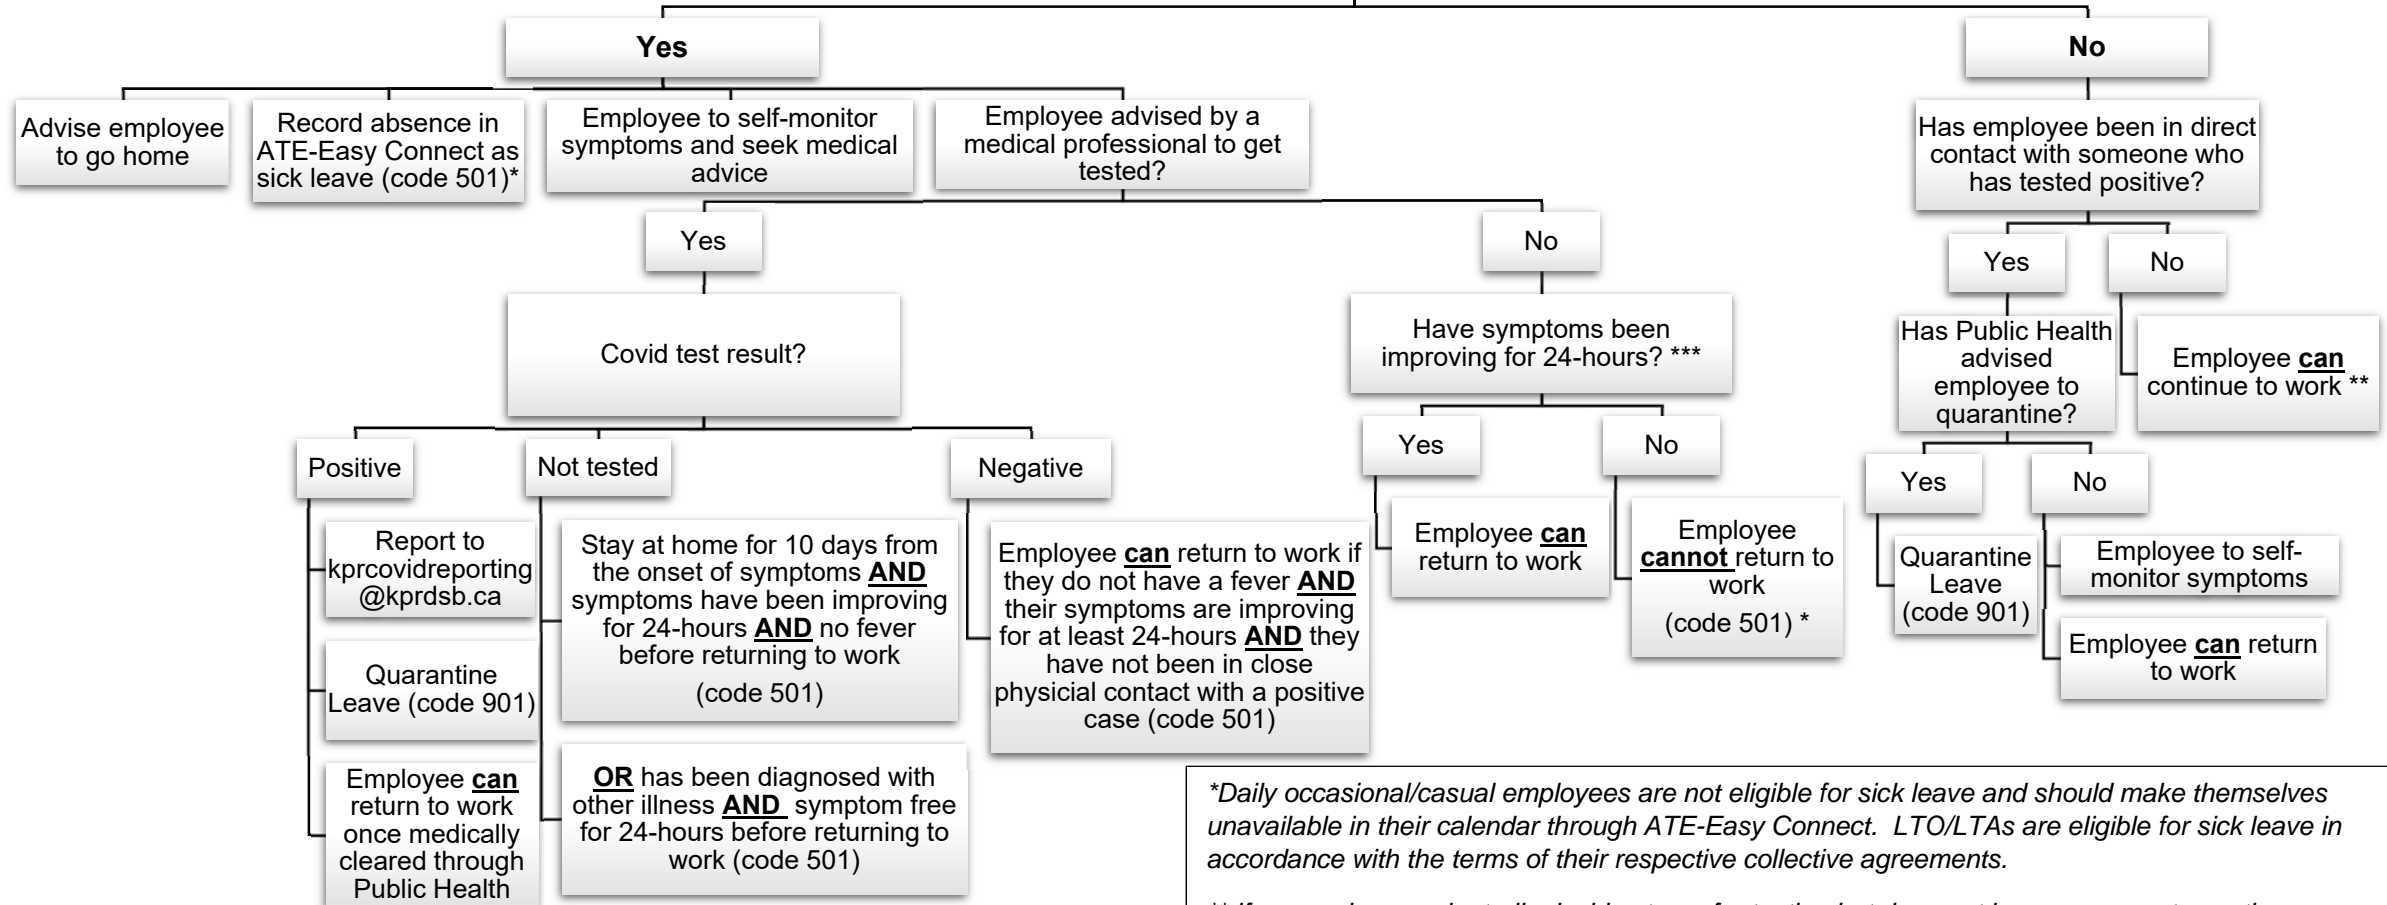 Yes
No
Advise employee
to go home
Record absence in
ATE-Easy Connect as
sick leave (code 501)*
Employee to self-monitor
symptoms and seek medical
advice
Employee advised by a
medical professional to get
tested?
Has employee been in direct
contact with someone who
has tested positive?
Yes
No
Yes
No
Covid test result?
Have symptoms been
improving for 24-hours? ***
Has Public Health
advised
employee to
quarantine?
Employee can
continue to work **
Positive
Not tested
Negative
Yes
No
Yes
No
Report to
kprcovidreporting
@kprdsb.ca
Quarantine
Leave (code 901)
Employee can
return to work
once medically
cleared through
Public Health
Stay at home for 10 days from
the onset of symptoms AND
symptoms have been improving
for 24-hours AND no fever
before returning to work
(code 501)
OR has been diagnosed with
other illness AND symptom free
for 24-hours before returning to
work (code 501)
Employee can return to work if
they do not have a fever AND
their symptoms are improving
for at least 24-hours AND they
have not been in close
physicial contact with a positive
case (code 501)
Employee can
return to work
Employee
cannot return to
work
(code 501) *
Quarantine
Leave
(code 901)
Employee to self-
monitor symptoms
Employee can return
to work
*Daily occasional/casual employees are not eligible for sick leave and should make themselves
unavailable in their calendar through ATE-Easy Connect. LTO/LTAs are eligible for sick leave in
accordance with the terms of their respective collective agreements.